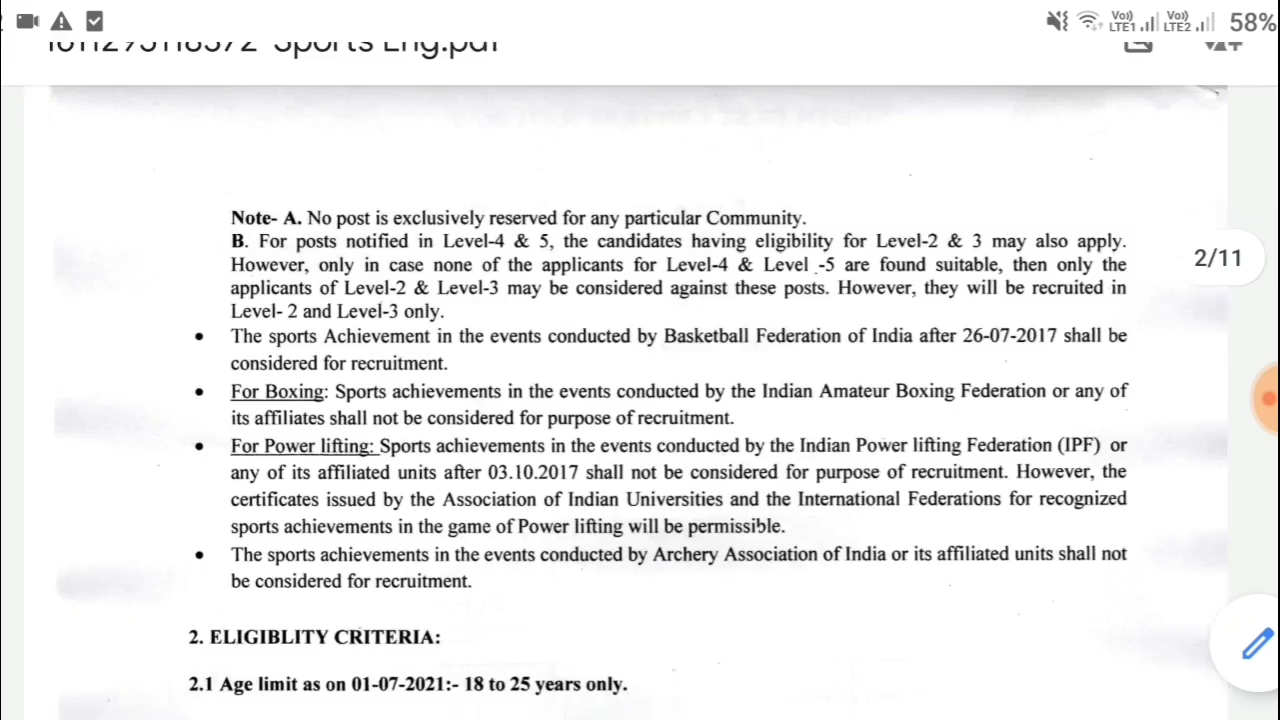 Vo)) LTE1 Vo)) LTE2 58%
Sports Eng.pdf
Note- A. No post is exclusively reserved for any particular Community.
B. For posts notified in Level-4 & 5, the candidates having eligibility for Level-2 & 3 may also apply.
However, only in case none of the applicants for Level-4 & Level -5 are found suitable, then only the
applicants of Level-2 & Level-3 may be considered against these posts. However, they will be recruited in
Level- 2 and Level-3 only.
• The sports Achievement in the events conducted by Basketball Federation of India after 26-07-2017 shall be
considered for recruitment.
• For Boxing: Sports achievements in the events conducted by the Indian Amateur Boxing Federation or any of
its affiliates shall not be considered for purpose of recruitment.
• For Power lifting: Sports achievements in the events conducted by the Indian Power lifting Federation (IPF) or
any of its affiliated units after 03.10.2017 shall not be considered for purpose of recruitment. However, the
certificates issued by the Association of Indian Universities and the International Federations for recognized
sports achievements in the game of Power lifting will be permissible.
• The sports achievements in the events conducted by Archery Association of India or its affiliated units shall not
be considered for recruitment.
2. ELIGIBLITY CRITERIA:
2.1 Age limit as on 01-07-2021:- 18 to 25 years only.
2/11